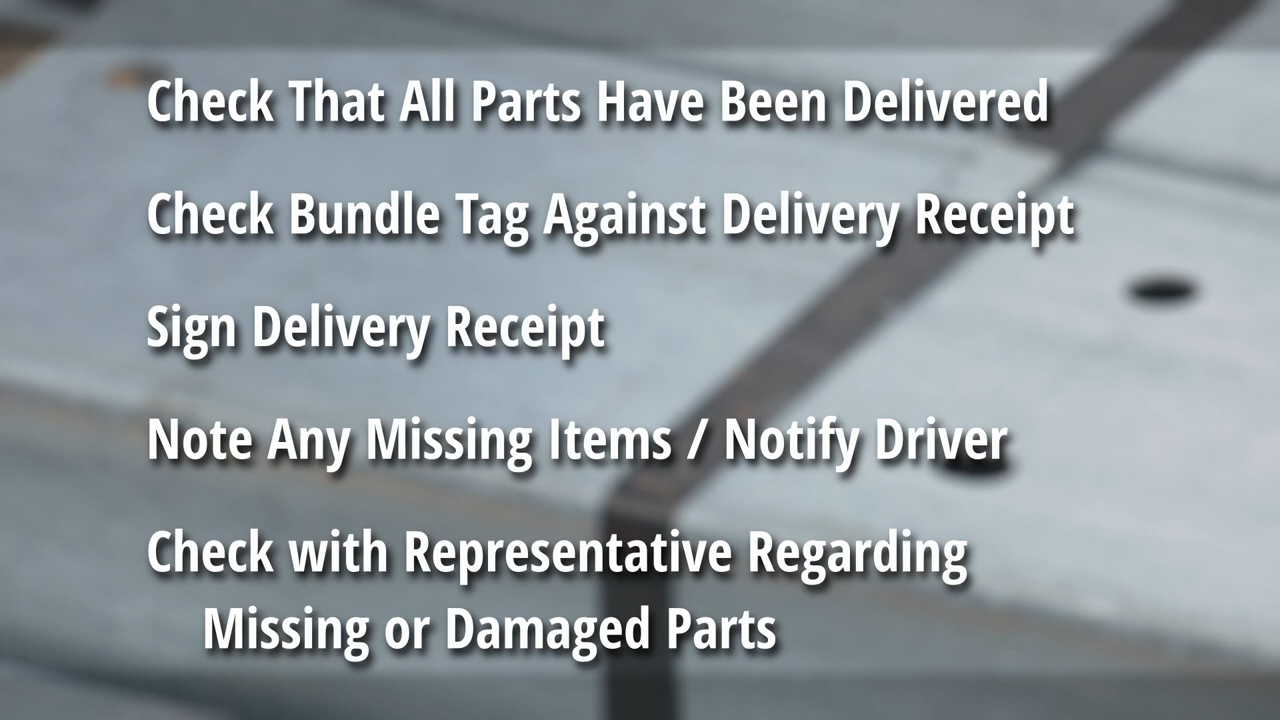 Check That All Parts Have Been Delivered
Check Bundle Tag Against Delivery Receipt
Sign Delivery Receipt
Note Any Missing Items / Notify Driver
Check with Representative Regarding
Missing or Damaged Parts